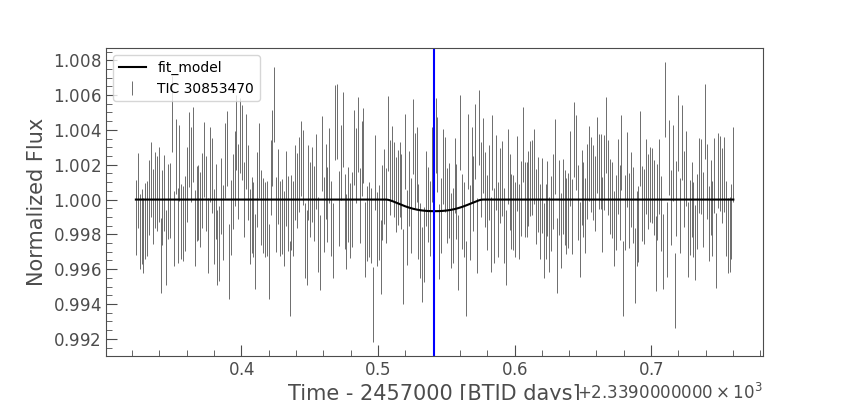 1.008
1.006
1.004
1.002
1.000
0.998
0.996
0.994
0.992
Normalized Flux
fit_model
TIC 30853470
0.4
0.5
0.6
0.7
Time - 2457000 [BTJD days]
+2.3390000000 × 10³